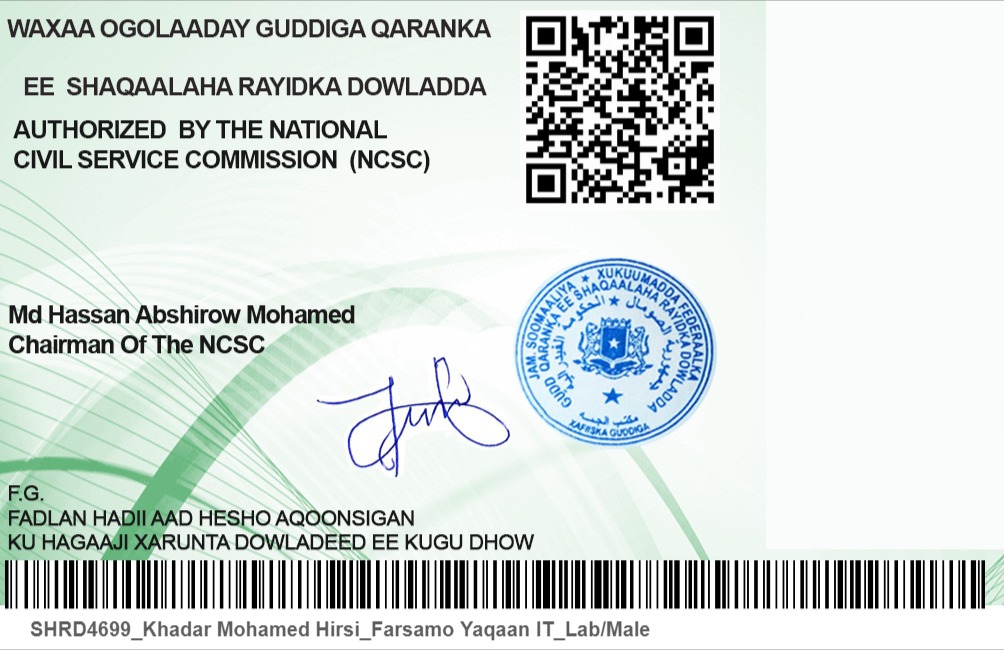 WAXAA OGOLAADAY GUDDIGA QARANKA
EE SHAQAALAHA RAYIDKA DOWLADDA
AUTHORIZED BY THE NATIONAL
CIVIL SERVICE COMMISSION (NCSC)
Md Hassan Abshirow Mohamed
Chairman Of The NCSC
JAM. SOOMAALIYA ★ XUKUUMADDA FEDERAALKA
GUDD QARANKA EE SHAQAALAHA RAYIDKA DOWLADDA
XAFIISKA GUDDIGA
F.G.
FADLAN HADII AAD HESHO AQOONSIGAN
KU HAGAAJI XARUNTA DOWLADEED EE KUGU DHOW
SHRD4699_Khadar Mohamed Hirsi_Farsamo Yaqaan IT_Lab/Male